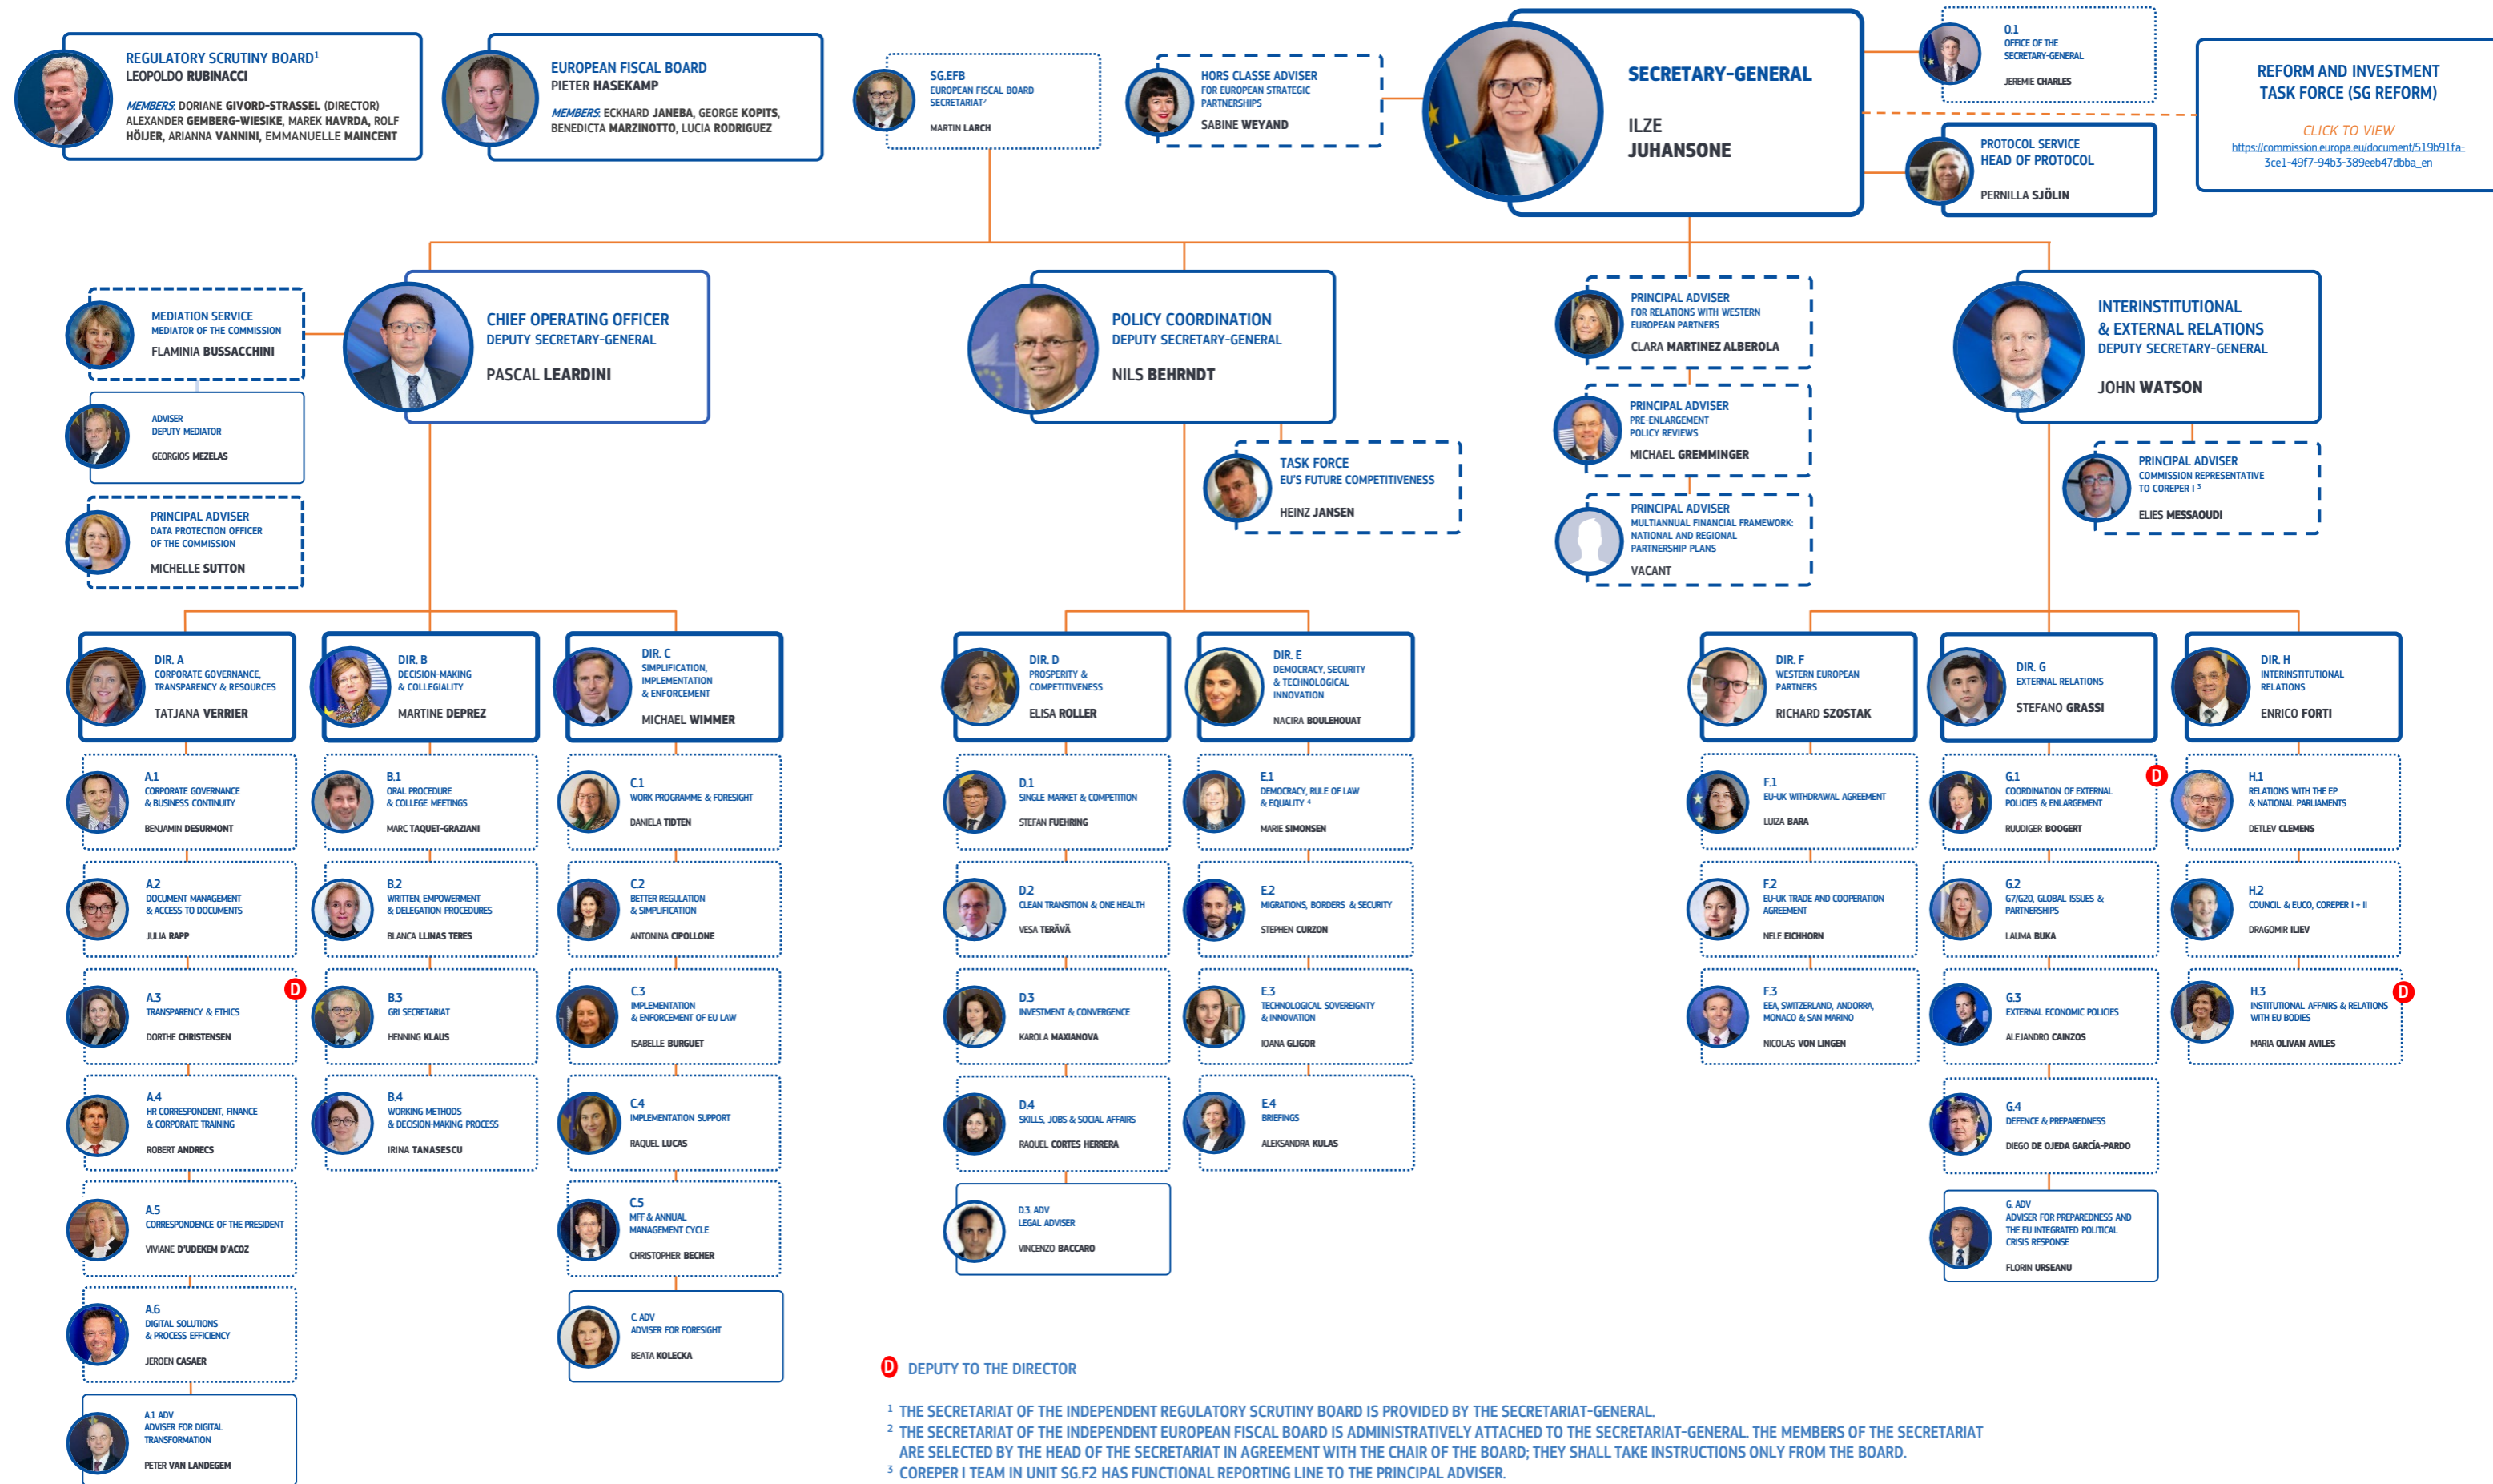 REGULATORY SCRUTINY BOARD1
LEOPOLDO RUBINACCI
MEMBERS: DORIANE GIVORD-STRASSEL (DIRECTOR)
ALEXANDER GEMBERG-WIESIKE, MAREK HAVRDA, ROLF
HÖIJER, ARIANNA VANNINI, EMMANUELLE MAINCENT
EUROPEAN FISCAL BOARD
PIETER HASEKAMP
MEMBERS: ECKHARD JANEBA, GEORGE KOPITS,
BENEDICTA MARZINOTTO, LUCIA RODRIGUEZ
SG.EFB
EUROPEAN FISCAL BOARD
SECRETARIAT2
MARTIN LARCH
HORS CLASSE ADVISER
FOR EUROPEAN STRATEGIC
PARTNERSHIPS
SABINE WEYAND
SECRETARY-GENERAL
ILZE
JUHANSONE
0.1
OFFICE OF THE
SECRETARY-GENERAL
JEREMIE CHARLES
PROTOCOL SERVICE
HEAD OF PROTOCOL
PERNILLA SJÖLIN
REFORM AND INVESTMENT
TASK FORCE (SG REFORM)
CLICK TO VIEW
https://commission.europa.eu/document/519b91fa-
3ce1-49f7-94b3-389eeb47dbba_en
MEDIATION SERVICE
MEDIATOR OF THE COMMISSION
FLAMINIA BUSSACCHINI
ADVISER
DEPUTY MEDIATOR
GEORGIOS MEZELAS
PRINCIPAL ADVISER
DATA PROTECTION OFFICER
OF THE COMMISSION
MICHELLE SUTTON
CHIEF OPERATING OFFICER
DEPUTY SECRETARY-GENERAL
PASCAL LEARDINI
POLICY COORDINATION
DEPUTY SECRETARY-GENERAL
NILS BEHRNDT
TASK FORCE
EU'S FUTURE COMPETITIVENESS
HEINZ JANSEN
PRINCIPAL ADVISER
FOR RELATIONS WITH WESTERN
EUROPEAN PARTNERS
CLARA MARTINEZ ALBEROLA
PRINCIPAL ADVISER
PRE-ENLARGEMENT
POLICY REVIEWS
MICHAEL GREMMINGER
PRINCIPAL ADVISER
MULTIANNUAL FINANCIAL FRAMEWORK:
NATIONAL AND REGIONAL
PARTNERSHIP PLANS
VACANT
INTERINSTITUTIONAL
& EXTERNAL RELATIONS
DEPUTY SECRETARY-GENERAL
JOHN WATSON
PRINCIPAL ADVISER
COMMISSION REPRESENTATIVE
TO COREPER I 3
ELIES MESSAOUDI
DIR. A
CORPORATE GOVERNANCE,
TRANSPARENCY & RESOURCES
TATJANA VERRIER
A.1
CORPORATE GOVERNANCE
& BUSINESS CONTINUITY
BENJAMIN DESURMONT
A.2
DOCUMENT MANAGEMENT
& ACCESS TO DOCUMENTS
JULIA RAPP
D
A.3
TRANSPARENCY & ETHICS
DORTHE CHRISTENSEN
A.4
HR CORRESPONDENT, FINANCE
& CORPORATE TRAINING
ROBERT ANDRECS
A.5
CORRESPONDENCE OF THE PRESIDENT
VIVIANE D'UDEKEM D'ACOZ
A.6
DIGITAL SOLUTIONS
& PROCESS EFFICIENCY
JEROEN CASAER
A.1 ADV
ADVISER FOR DIGITAL
TRANSFORMATION
PETER VAN LANDEGEM
DIR. B
DECISION-MAKING
& COLLEGIALITY
MARTINE DEPREZ
B.1
ORAL PROCEDURE
& COLLEGE MEETINGS
MARC TAQUET-GRAZIANI
B.2
WRITTEN, EMPOWERMENT
& DELEGATION PROCEDURES
BLANCA LLINAS TERES
B.3
GRI SECRETARIAT
HENNING KLAUS
B.4
WORKING METHODS
& DECISION-MAKING PROCESS
IRINA TANASESCU
DIR. C
SIMPLIFICATION,
IMPLEMENTATION
& ENFORCEMENT
MICHAEL WIMMER
C.1
WORK PROGRAMME & FORESIGHT
DANIELA TIDTEN
C.2
BETTER REGULATION
& SIMPLIFICATION
ANTONINA CIPOLLONE
C.3
IMPLEMENTATION
& ENFORCEMENT OF EU LAW
ISABELLE BURGUET
C.4
IMPLEMENTATION SUPPORT
RAQUEL LUCAS
C.5
MFF & ANNUAL
MANAGEMENT CYCLE
CHRISTOPHER BECHER
C. ADV
ADVISER FOR FORESIGHT
BEATA KOLECKA
DIR. D
PROSPERITY &
COMPETITIVENESS
ELISA ROLLER
D.1
SINGLE MARKET & COMPETITION
STEFAN FUEHRING
D.2
CLEAN TRANSITION & ONE HEALTH
VESA TERÄVÄ
D.3
INVESTMENT & CONVERGENCE
KAROLA MAXIANOVA
D.4
SKILLS, JOBS & SOCIAL AFFAIRS
RAQUEL CORTES HERRERA
D.3. ADV
LEGAL ADVISER
VINCENZO BACCARO
DIR. E
DEMOCRACY, SECURITY
& TECHNOLOGICAL
INNOVATION
NACIRA BOULEHOUAT
E.1
DEMOCRACY, RULE OF LAW
& EQUALITY 4
MARIE SIMONSEN
E.2
MIGRATIONS, BORDERS & SECURITY
STEPHEN CURZON
E.3
TECHNOLOGICAL SOVEREIGNTY
& INNOVATION
IOANA GLIGOR
E.4
BRIEFINGS
ALEKSANDRA KULAS
DIR. F
WESTERN EUROPEAN
PARTNERS
RICHARD SZOSTAK
F.1
EU-UK WITHDRAWAL AGREEMENT
LUIZA BARA
F.2
EU-UK TRADE AND COOPERATION
AGREEMENT
NELE EICHHORN
F.3
EEA, SWITZERLAND, ANDORRA,
MONACO & SAN MARINO
NICOLAS VON LINGEN
DIR. G
EXTERNAL RELATIONS
STEFANO GRASSI
D
G.1
COORDINATION OF EXTERNAL
POLICIES & ENLARGEMENT
RUUDIGER BOOGERT
G.2
G7/G20, GLOBAL ISSUES &
PARTNERSHIPS
LAUMA BUKA
G.3
EXTERNAL ECONOMIC POLICIES
ALEJANDRO CAINZOS
G.4
DEFENCE & PREPAREDNESS
DIEGO DE OJEDA GARCÍA-PARDO
G. ADV
ADVISER FOR PREPAREDNESS AND
THE EU INTEGRATED POLITICAL
CRISIS RESPONSE
FLORIN URSEANU
DIR. H
INTERINSTITUTIONAL
RELATIONS
ENRICO FORTI
H.1
RELATIONS WITH THE EP
& NATIONAL PARLIAMENTS
DETLEV CLEMENS
H.2
COUNCIL & EUCO, COREPER I + II
DRAGOMIR ILIEV
D
H.3
INSTITUTIONAL AFFAIRS & RELATIONS
WITH EU BODIES
MARIA OLIVAN AVILES
D DEPUTY TO THE DIRECTOR
1 THE SECRETARIAT OF THE INDEPENDENT REGULATORY SCRUTINY BOARD IS PROVIDED BY THE SECRETARIAT-GENERAL.
2 THE SECRETARIAT OF THE INDEPENDENT EUROPEAN FISCAL BOARD IS ADMINISTRATIVELY ATTACHED TO THE SECRETARIAT-GENERAL. THE MEMBERS OF THE SECRETARIAT
ARE SELECTED BY THE HEAD OF THE SECRETARIAT IN AGREEMENT WITH THE CHAIR OF THE BOARD; THEY SHALL TAKE INSTRUCTIONS ONLY FROM THE BOARD.
3 COREPER I TEAM IN UNIT SG.F2 HAS FUNCTIONAL REPORTING LINE TO THE PRINCIPAL ADVISER.